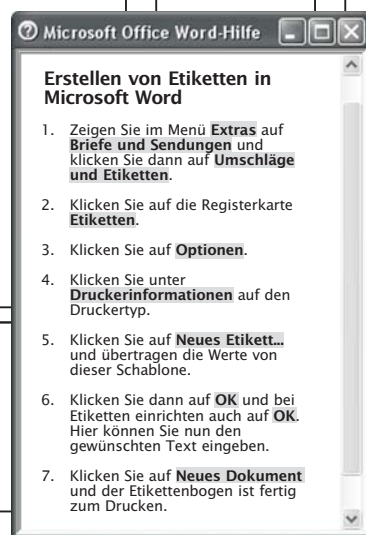 Microsoft Office Word-Hilfe
Erstellen von Etiketten in
Microsoft Word
1. Zeigen Sie im Menü Extras auf
Briefe und Sendungen und
klicken Sie dann auf Umschläge
und Etiketten.
2. Klicken Sie auf die Registerkarte
Etiketten.
3. Klicken Sie auf Optionen.
4. Klicken Sie unter
Druckerinformationen auf den
Druckertyp.
5. Klicken Sie auf Neues Etikett...
und übertragen die Werte von
dieser Schablone.
6. Klicken Sie dann auf OK und bei
Etiketten einrichten auch auf OK.
Hier können Sie nun den
gewünschten Text eingeben.
7. Klicken Sie auf Neues Dokument
und der Etikettenbogen ist fertig
zum Drucken.